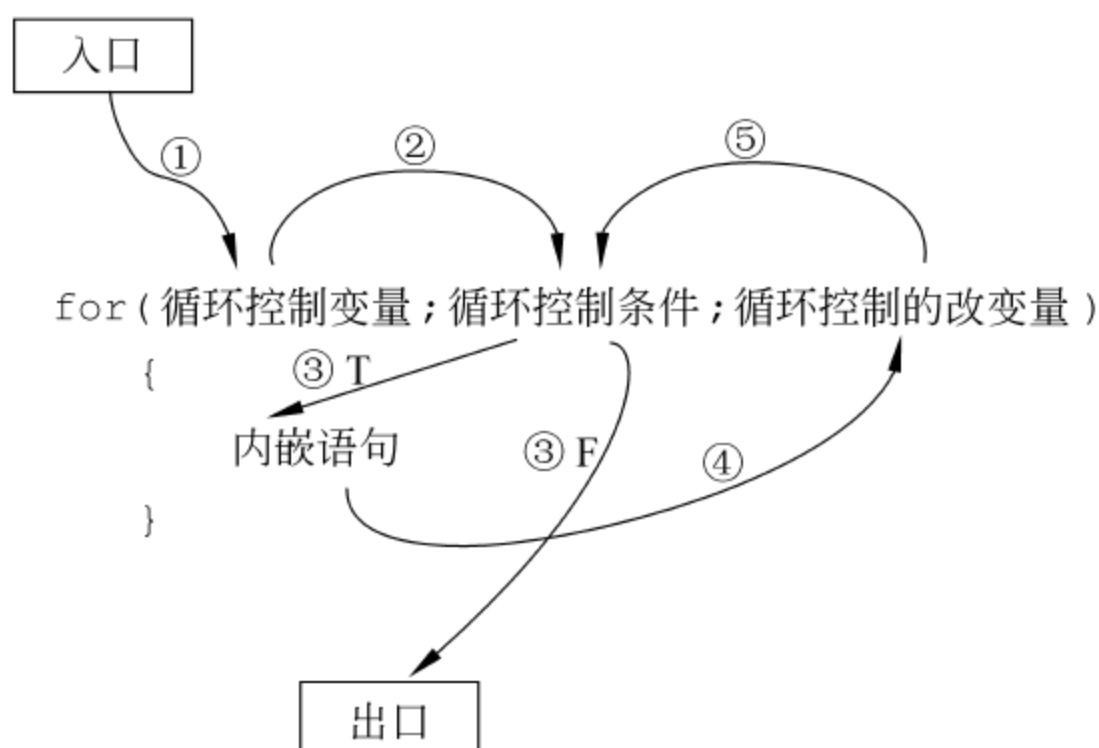 入口
①
②
⑤
for(循环控制变量;循环控制条件;循环控制的改变量)
{
③ T
内嵌语句
③ F
④
}
出口